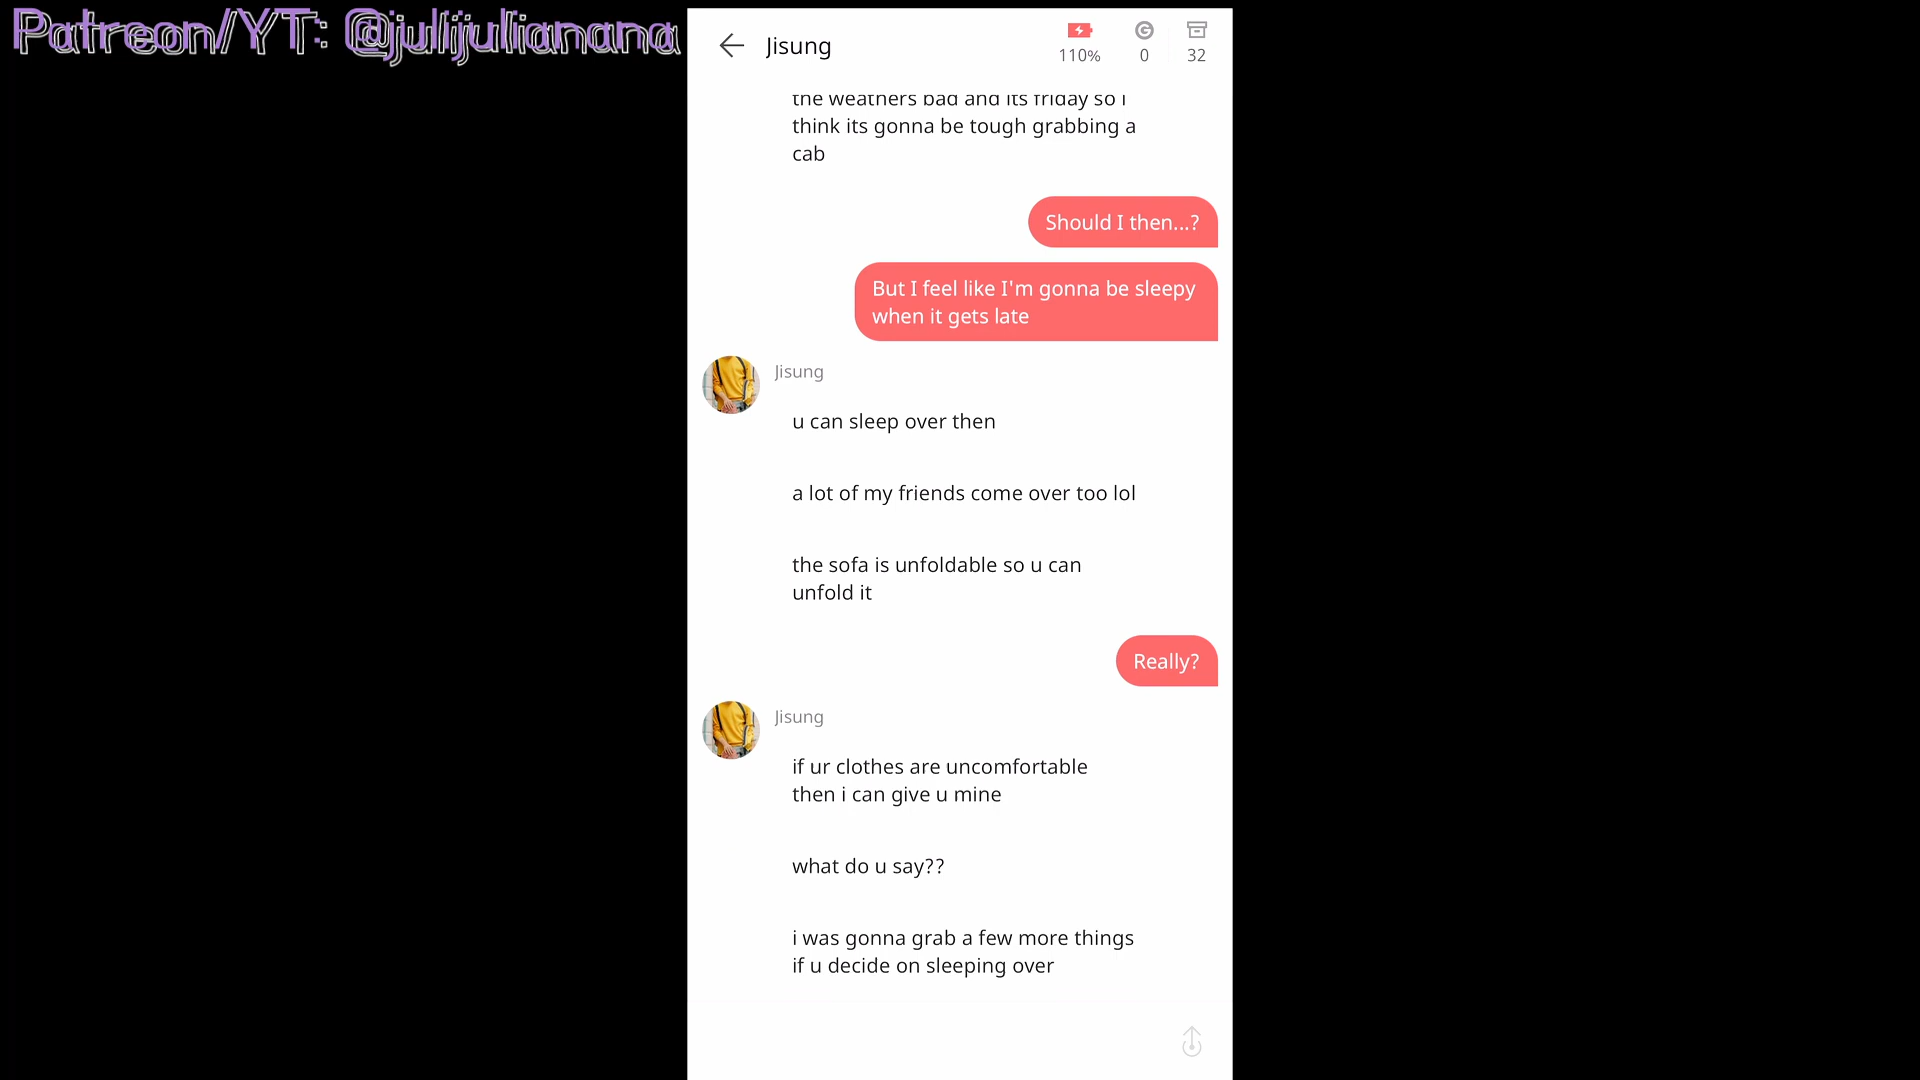 Patreon/YT: @julijulianana
Jisung
110%
0
32
the weathers bad and its friday so i
think its gonna be tough grabbing a
cab
Should I then...?
But I feel like I'm gonna be sleepy
when it gets late
Jisung
u can sleep over then
a lot of my friends come over too lol
the sofa is unfoldable so u can
unfold it
Really?
Jisung
if ur clothes are uncomfortable
then i can give u mine
what do u say??
i was gonna grab a few more things
if u decide on sleeping over